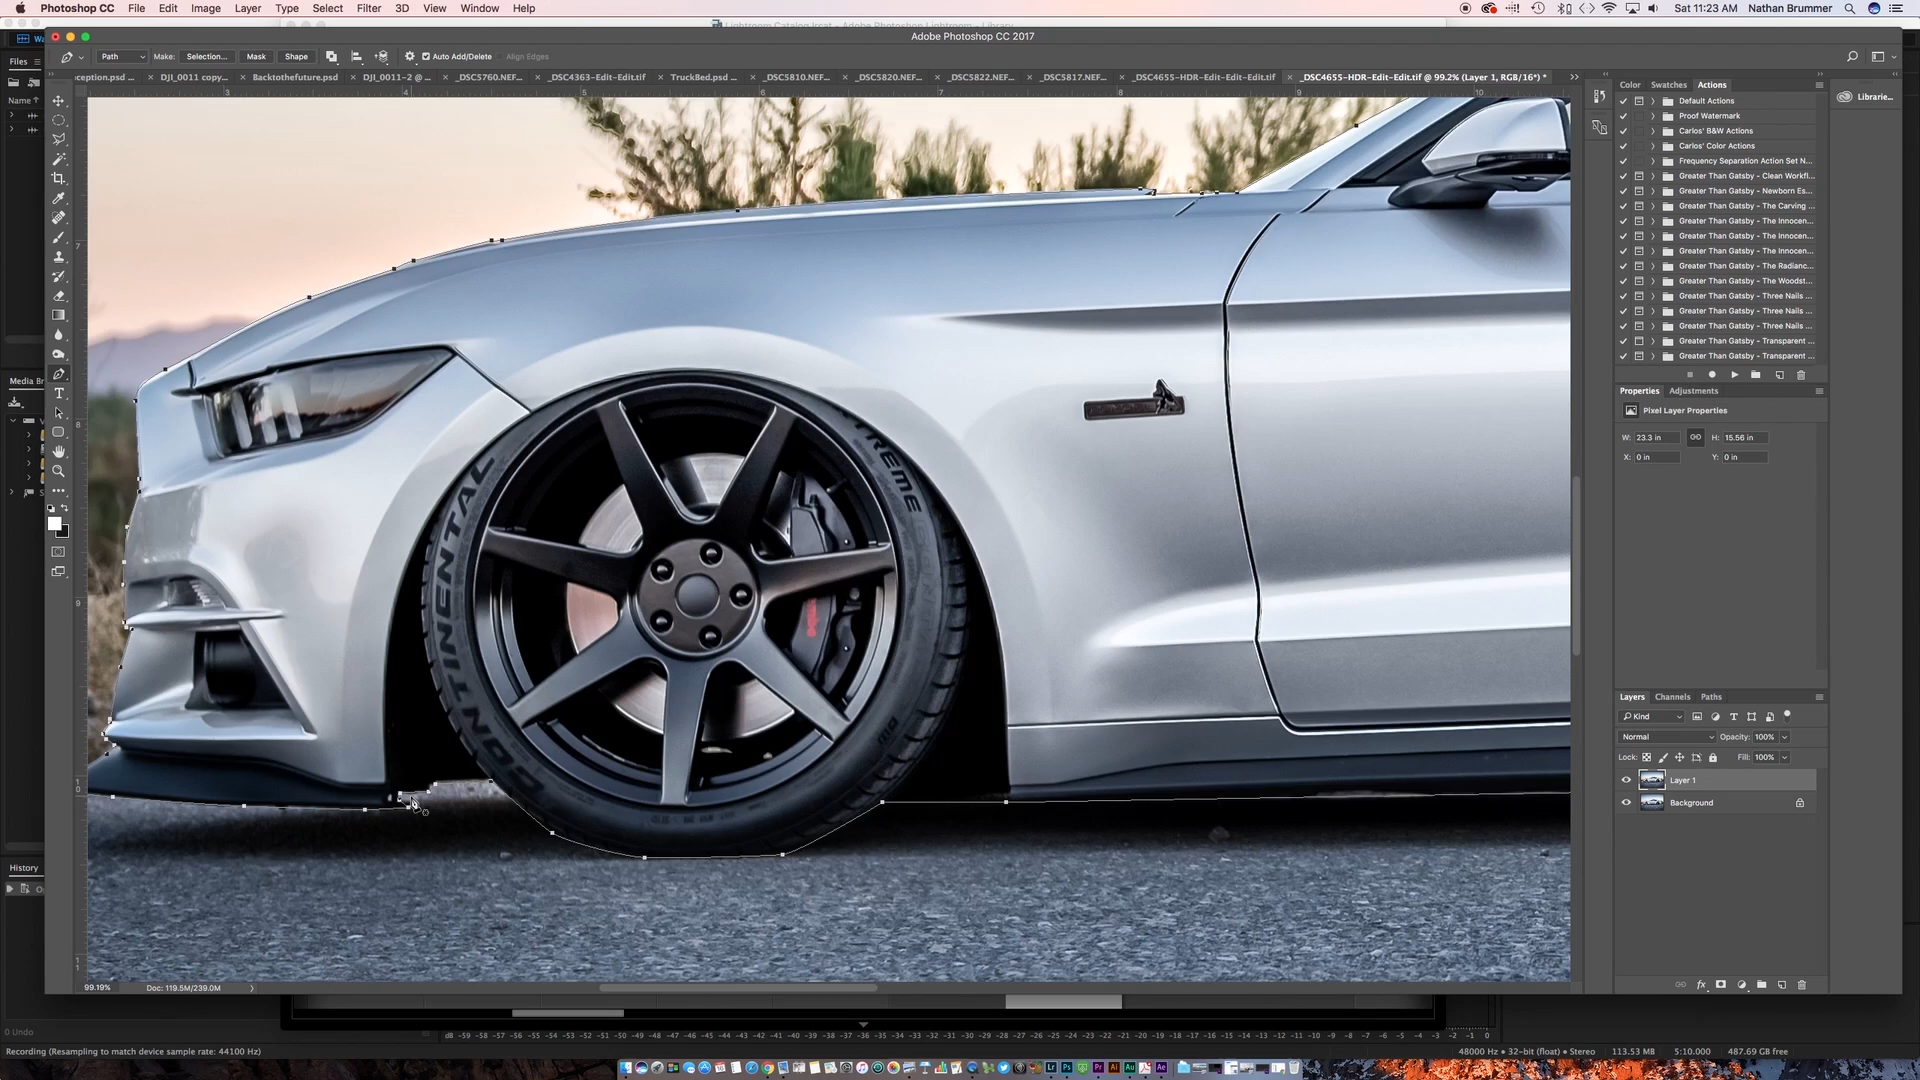 Photoshop CC File Edit Image Layer Type Select Filter 3D View Window Help
Sat 11:23 AM Nathan Brummer
Adobe Photoshop CC 2017
Path Make: Selection... Mask Shape Auto Add/Delete Align Edges
ception.psd ... DJI_0011 copy... Backtothefuture.psd DJI_0011-2 @ ... _DSC5760.NEF... _DSC4363-Edit-Edit.tif TruckBed.psd ... _DSC5810.NEF... _DSC5820.NEF... _DSC5822.NEF... _DSC5817.NEF... _DSC4655-HDR-Edit-Edit.tif _DSC4655-HDR-Edit-Edit.tif @ 99.2% (Layer 1, RGB/16*) *
Files
Name
Media Br
History
0 Undo
3 4 5 6 7 8 9 10
7
8
9
CONTINENTAL
EXTREME
Color Swatches Actions
Default Actions
Proof Watermark
Carlos' B&W Actions
Carlos' Color Actions
Frequency Separation Action Set N...
Greater Than Gatsby - Clean Workfl...
Greater Than Gatsby - Newborn Es...
Greater Than Gatsby - The Carving ...
Greater Than Gatsby - The Innocen...
Greater Than Gatsby - The Innocen...
Greater Than Gatsby - The Innocen...
Greater Than Gatsby - The Radianc...
Greater Than Gatsby - The Woodst...
Greater Than Gatsby - Three Nails ...
Greater Than Gatsby - Three Nails ...
Greater Than Gatsby - Three Nails ...
Greater Than Gatsby - Transparent ...
Greater Than Gatsby - Transparent ...
Librarie...
Properties Adjustments
Pixel Layer Properties
W: 23.3 in H: 15.56 in
X: 0 in Y: 0 in
Layers Channels Paths
Kind
Normal Opacity: 100%
Lock: Fill: 100%
Layer 1
Background
99.19% Doc: 119.5M/239.0M
dB -59 -58 -57 -56 -55 -54 -53 -52 -51 -50 -49 -48 -47 -46 -45 -44 -43 -42 -41 -40 -39 -38 -37 -36 -35 -34 -33 -32 -31 -30 -29 -28 -27 -26 -25 -24 -23 -22 -21 -20 -19 -18 -17 -16 -15 -14 -13 -12 -11 -10 -9 -8 -7 -6 -5 -4 -3 -2 -1 0
Recording (Resampling to match device sample rate: 44100 Hz)
48000 Hz • 32-bit (float) • Stereo 113.53 MB 5:10.000 487.69 GB free